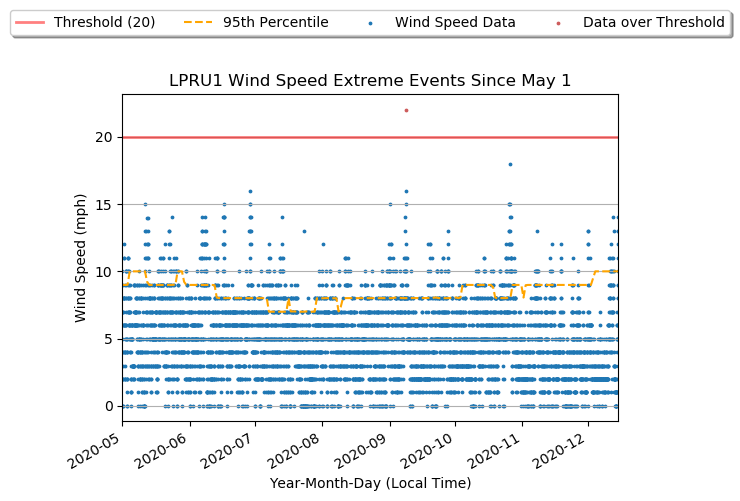 Threshold (20) 95th Percentile Wind Speed Data Data over Threshold
LPRU1 Wind Speed Extreme Events Since May 1
Wind Speed (mph)
20
15
10
5
0
2020-05 2020-06 2020-07 2020-08 2020-09 2020-10 2020-11 2020-12
Year-Month-Day (Local Time)